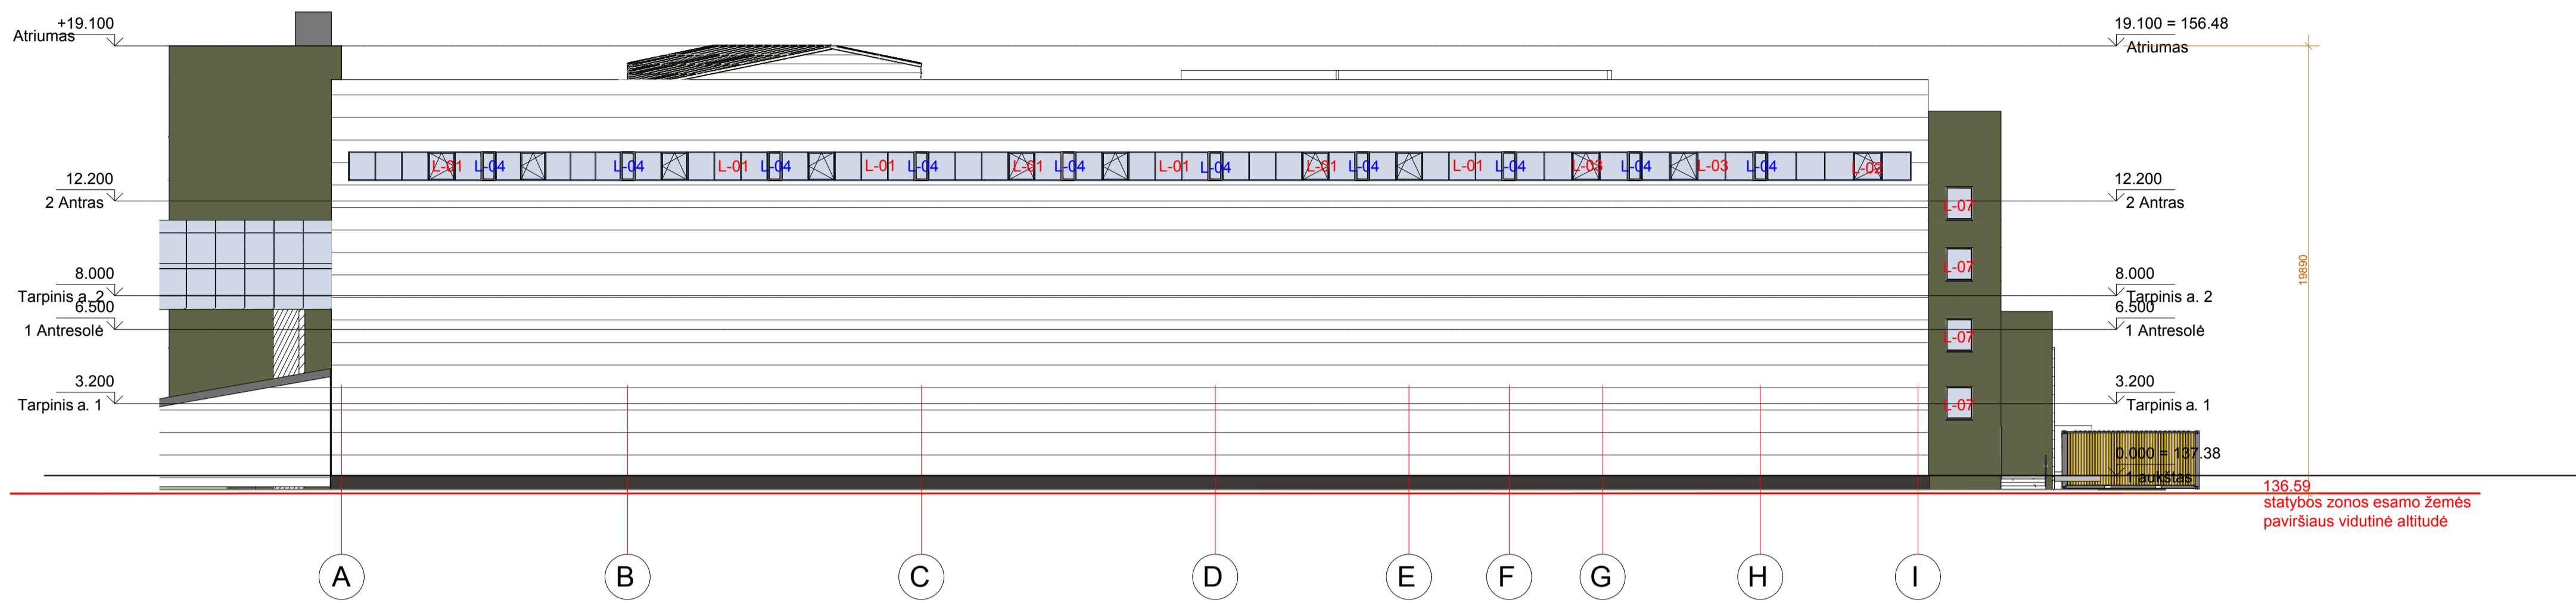 +19.100
Atriumas
19.100 = 156.48
Atriumas
L-01 L-04 L-04 L-01 L-04 L-01 L-04 L-01 L-04 L-01 L-04 L-01 L-04 L-01 L-04 L-03 L-04 L-03 L-04 L-02
12.200
2 Antras
12.200
2 Antras
L-07
19890
L-07
8.000
Tarpinis a. 2
8.000
Tarpinis a. 2
6.500
1 Antresolė
6.500
1 Antresolė
L-07
3.200
Tarpinis a. 1
3.200
Tarpinis a. 1
L-07
0.000 = 137.38
1 aukštas
136.59
statybos zonos esamo žemės
paviršiaus vidutinė altitudė
A B C D E F G H I